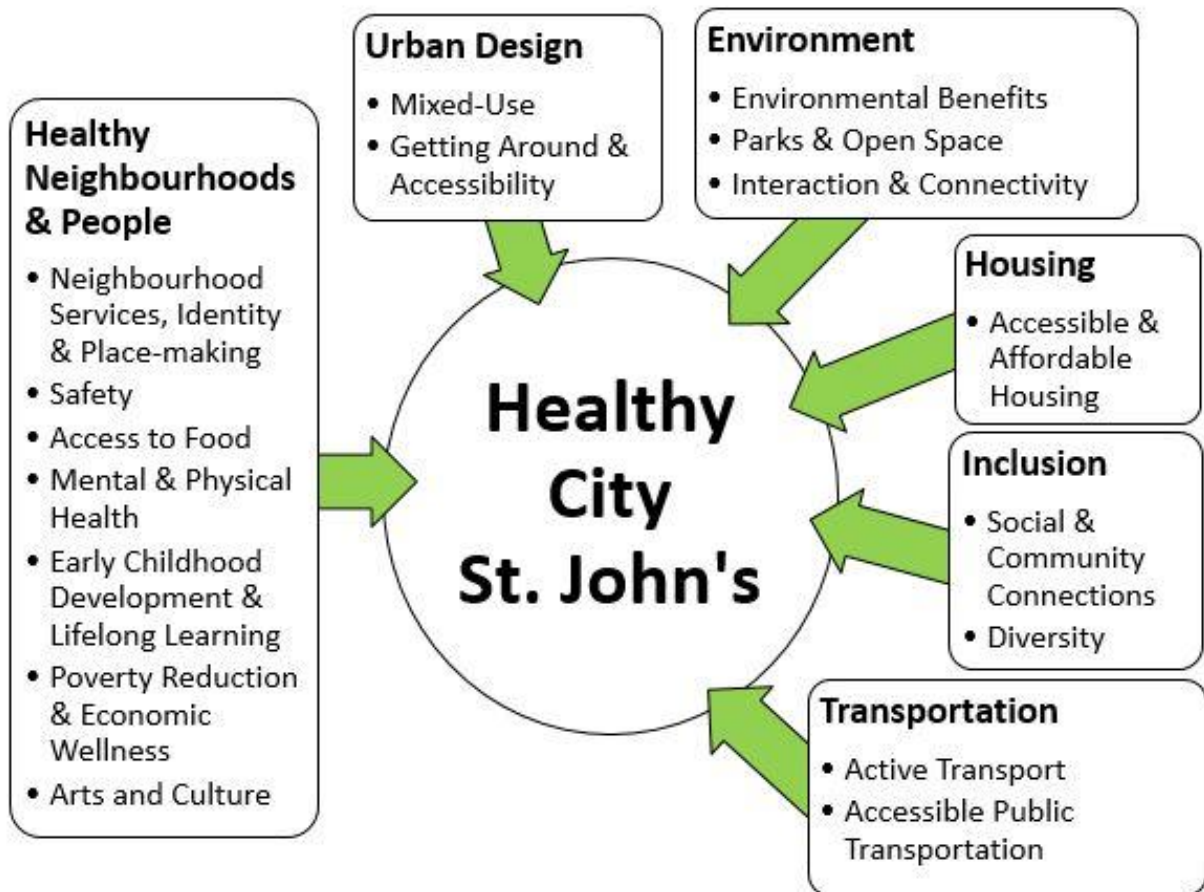 Urban Design
• Mixed-Use
• Getting Around &
Accessibility
Environment
• Environmental Benefits
• Parks & Open Space
• Interaction & Connectivity
Healthy
Neighbourhoods
& People
• Neighbourhood
Services, Identity
& Place-making
• Safety
• Access to Food
• Mental & Physical
Health
• Early Childhood
Development &
Lifelong Learning
• Poverty Reduction
& Economic
Wellness
• Arts and Culture
Healthy
City
St. John's
Housing
• Accessible &
Affordable
Housing
Inclusion
• Social &
Community
Connections
• Diversity
Transportation
• Active Transport
• Accessible Public
Transportation